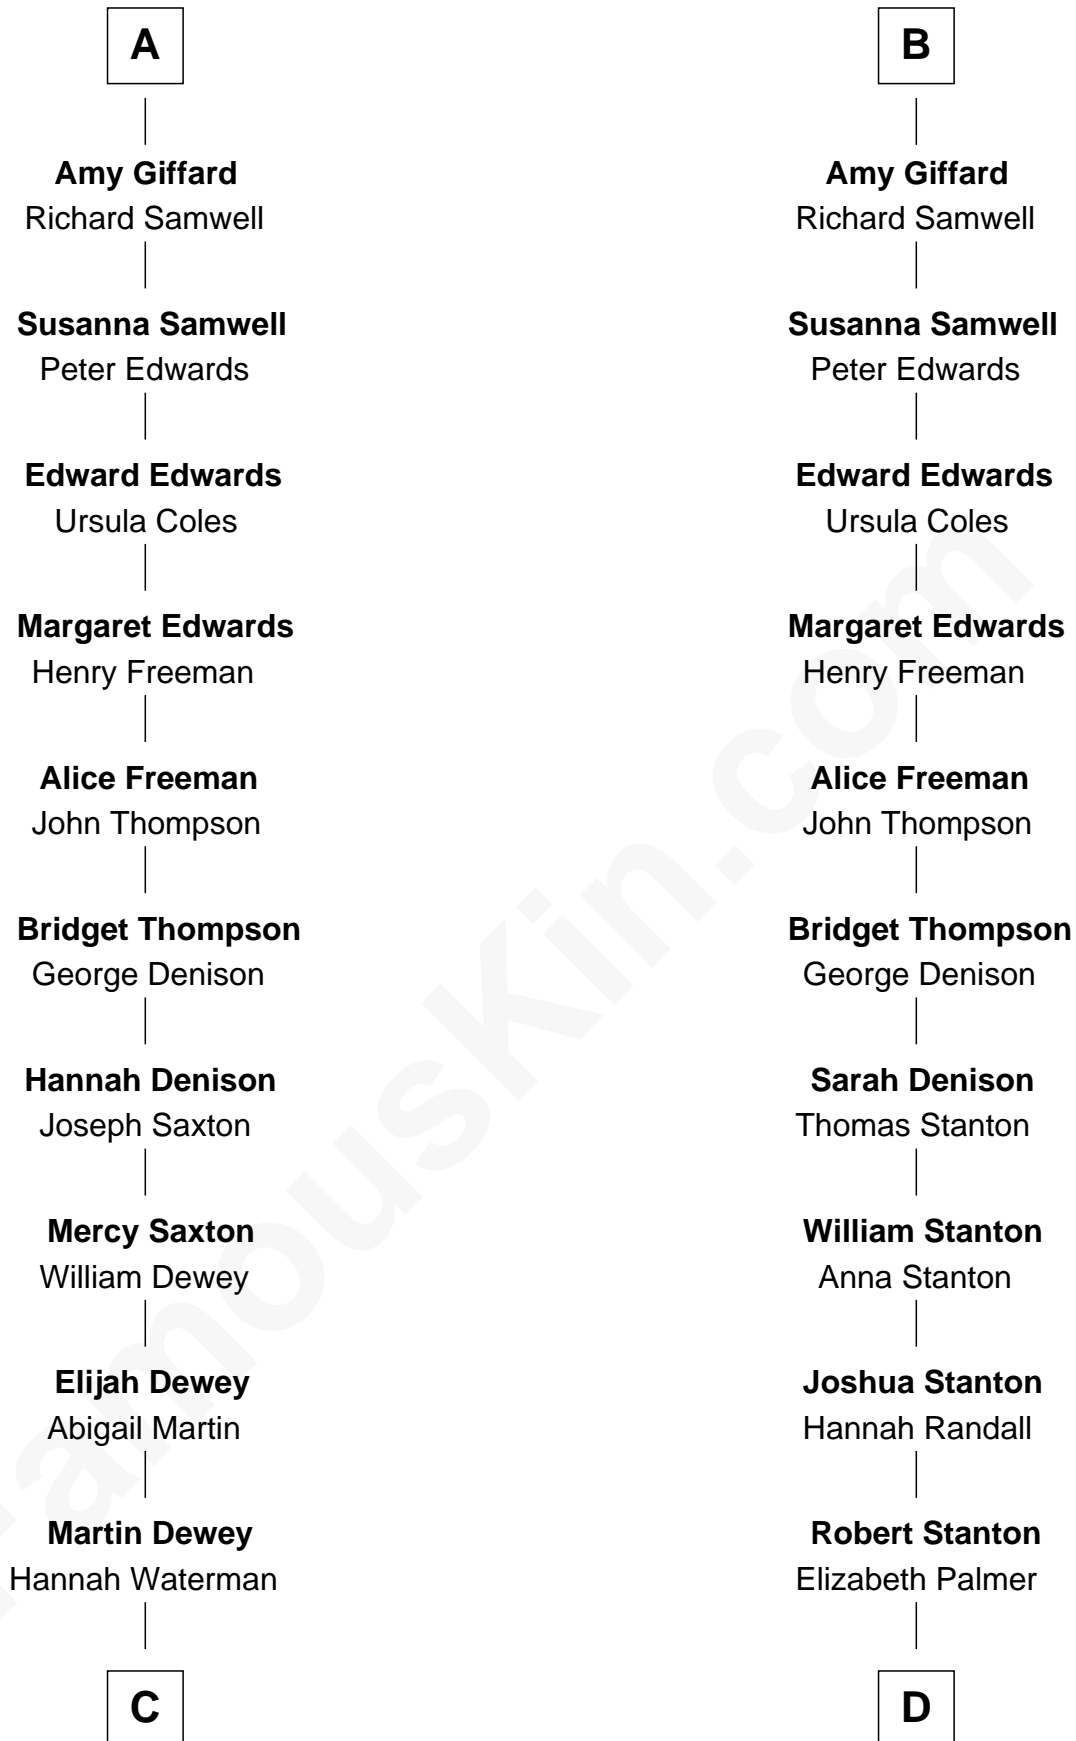 A
Amy Giffard
Richard Samwell
Susanna Samwell
Peter Edwards
Edward Edwards
Ursula Coles
Margaret Edwards
Henry Freeman
Alice Freeman
John Thompson
Bridget Thompson
George Denison
Hannah Denison
Joseph Saxton
Mercy Saxton
William Dewey
Elijah Dewey
Abigail Martin
Martin Dewey
Hannah Waterman
C
B
Amy Giffard
Richard Samwell
Susanna Samwell
Peter Edwards
Edward Edwards
Ursula Coles
Margaret Edwards
Henry Freeman
Alice Freeman
John Thompson
Bridget Thompson
George Denison
Sarah Denison
Thomas Stanton
William Stanton
Anna Stanton
Joshua Stanton
Hannah Randall
Robert Stanton
Elizabeth Palmer
D
FamousKin.com